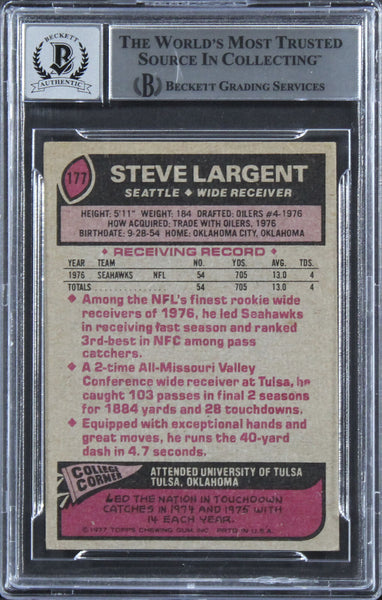 BECKETT
AUTHENTIC
THE WORLD'S MOST TRUSTED
SOURCE IN COLLECTING™
BECKETT GRADING SERVICES
177
STEVE LARGENT
SEATTLE ♦ WIDE RECEIVER
HEIGHT: 5'11" WEIGHT: 184 DRAFTED: OILERS #4-1976
HOW ACQUIRED: TRADE WITH OILERS, 1976
BIRTHDATE: 9-28-54 HOME: OKLAHOMA CITY, OKLAHOMA
♦ RECEIVING RECORD ♦
YEAR TEAM NO. YDS. AVG. TDS.
1976 SEAHAWKS NFL 54 705 13.0 4
TOTALS 54 705 13.0 4
♦ Among the NFL's finest rookie wide
receivers of 1976, he led Seahawks
in receiving last season and ranked
3rd-best in NFC among pass
catchers.
♦ A 2-time All-Missouri Valley
Conference wide receiver at Tulsa, he
caught 103 passes in final 2 seasons
for 1884 yards and 28 touchdowns.
♦ Equipped with exceptional hands and
great moves, he runs the 40-yard
dash in 4.7 seconds.
COLLEGE
CORNER
ATTENDED UNIVERSITY OF TULSA
TULSA, OKLAHOMA
LED THE NATION IN TOUCHDOWN
CATCHES IN 1974 AND 1975 WITH
14 EACH YEAR.
© 1977 TOPPS CHEWING GUM, INC. PRTD. IN U.S.A.